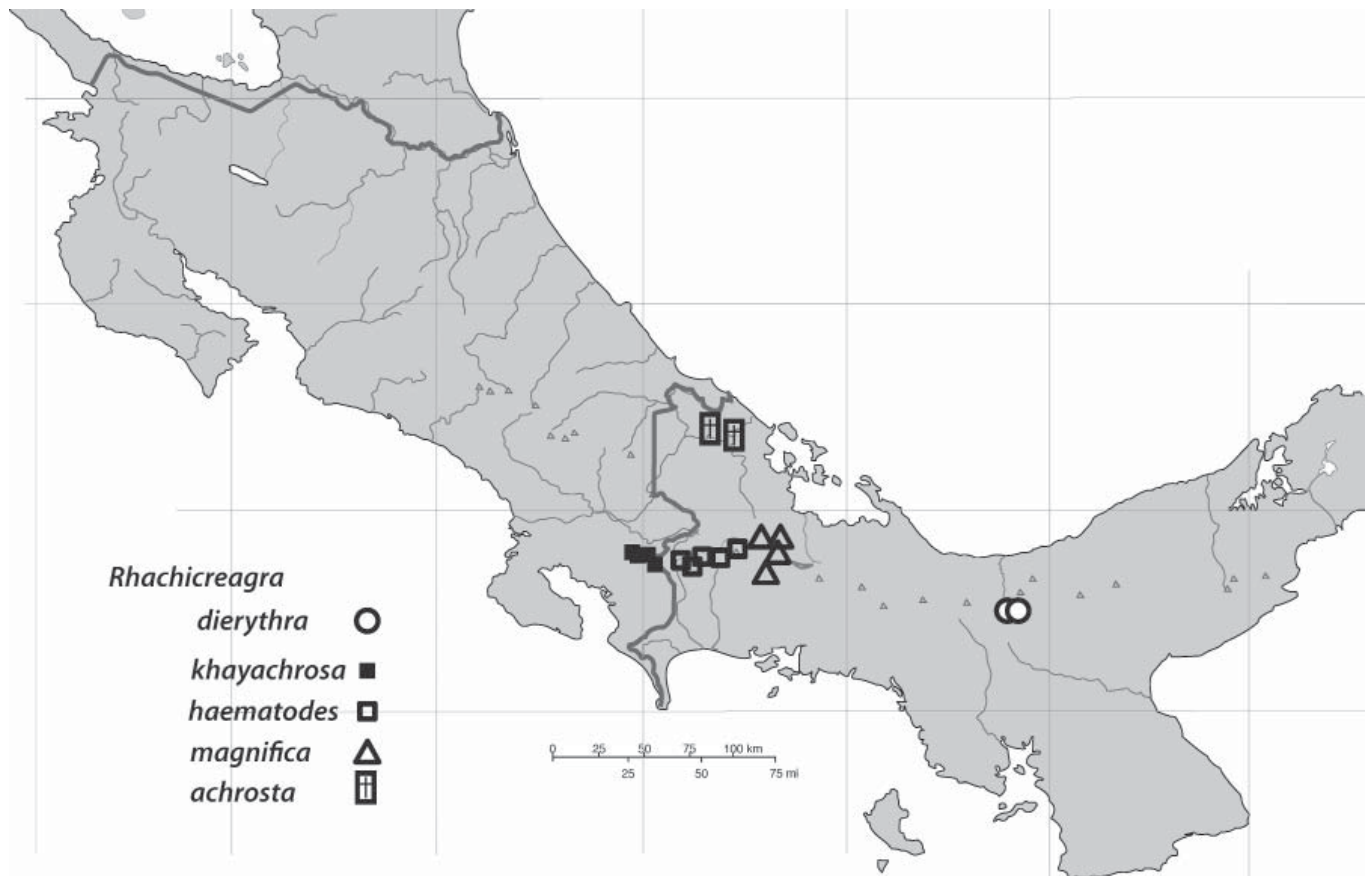 Rhachicreagra
dierythra
khayachrosa
haematodes
magnifica
achrosta
0 25 50 75 100 km
25 50 75 mi